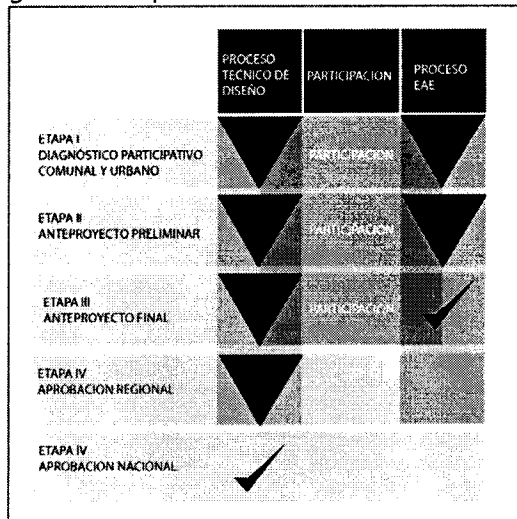 PROCESO
TECNICO DE
DISEÑO
PARTICIPACION
PROCESO
EAE
ETAPA I
DIAGNÓSTICO PARTICIPATIVO
COMUNAL Y URBANO
PARTICIPACION
ETAPA II
ANTEPROYECTO PRELIMINAR
PARTICIPACION
ETAPA III
ANTEPROYECTO FINAL
PARTICIPACION
ETAPA IV
APROBACION REGIONAL
ETAPA IV
APROBACION NACIONAL